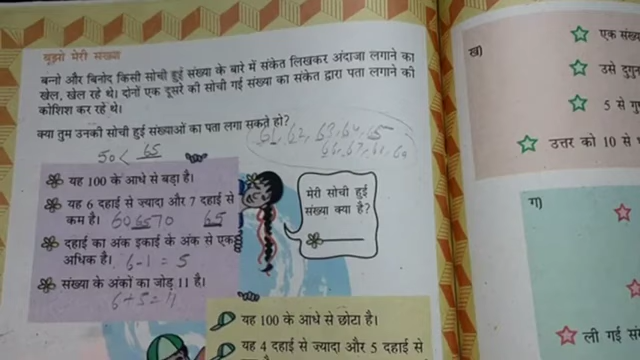 बूझो मेरी संख्या
बन्नो और बिनोद किसी सोची हुई संख्या के बारे में संकेत लिखकर अंदाजा लगाने का
खेल, खेल रहे थे। दोनों एक दूसरे की सोची गई संख्या का संकेत द्वारा पता लगाने की
कोशिश कर रहे थे।
क्या तुम उनकी सोची हुई संख्याओं का पता लगा सकते हो?
61, 62, 63, 64, 65
66, 67, 68, 69
50 < 65
यह 100 के आधे से बड़ा है।
यह 6 दहाई से ज्यादा और 7 दहाई से
कम है। 60 65 70 65
दहाई का अंक इकाई के अंक से एक
अधिक है। 6-1 = 5
संख्या के अंकों का जोड़ 11 है।
6+5=11
मेरी सोची हुई
संख्या क्या है?
यह 100 के आधे से छोटा है।
यह 4 दहाई से ज्यादा और 5 दहाई से
ख)
एक
उसे
5 से
उत्तर को 10 से
ग)
ली गई